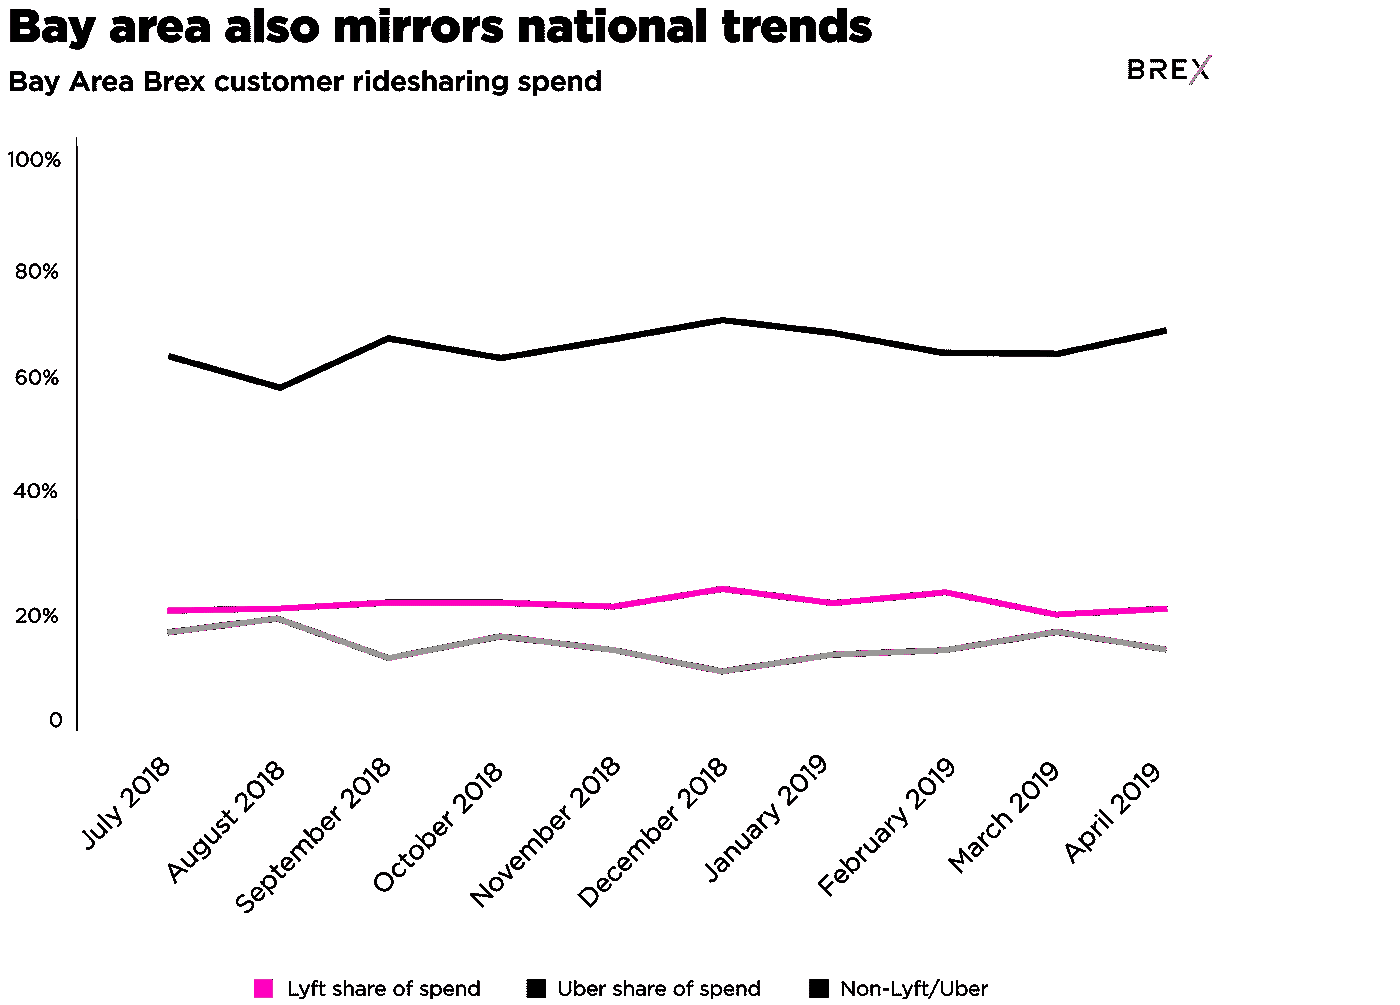 Bay area also mirrors national trends
Bay Area Brex customer ridesharing spend
BREX
100%
80%
60%
40%
20%
0
July 2018
August 2018
September 2018
October 2018
November 2018
December 2018
January 2019
February 2019
March 2019
April 2019
Lyft share of spend
Uber share of spend
Non-Lyft/Uber